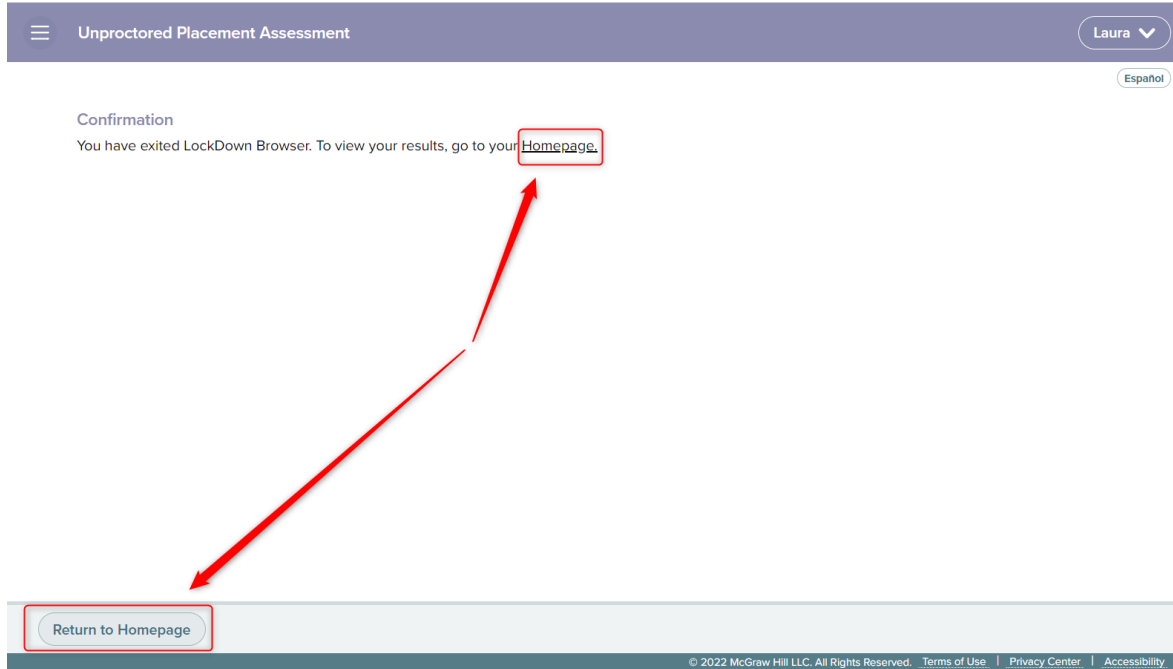 Unproctored Placement Assessment
Laura
Español
Confirmation
You have exited LockDown Browser. To view your results, go to your Homepage.
Return to Homepage
© 2022 McGraw Hill LLC. All Rights Reserved. Terms of Use | Privacy Center | Accessibility